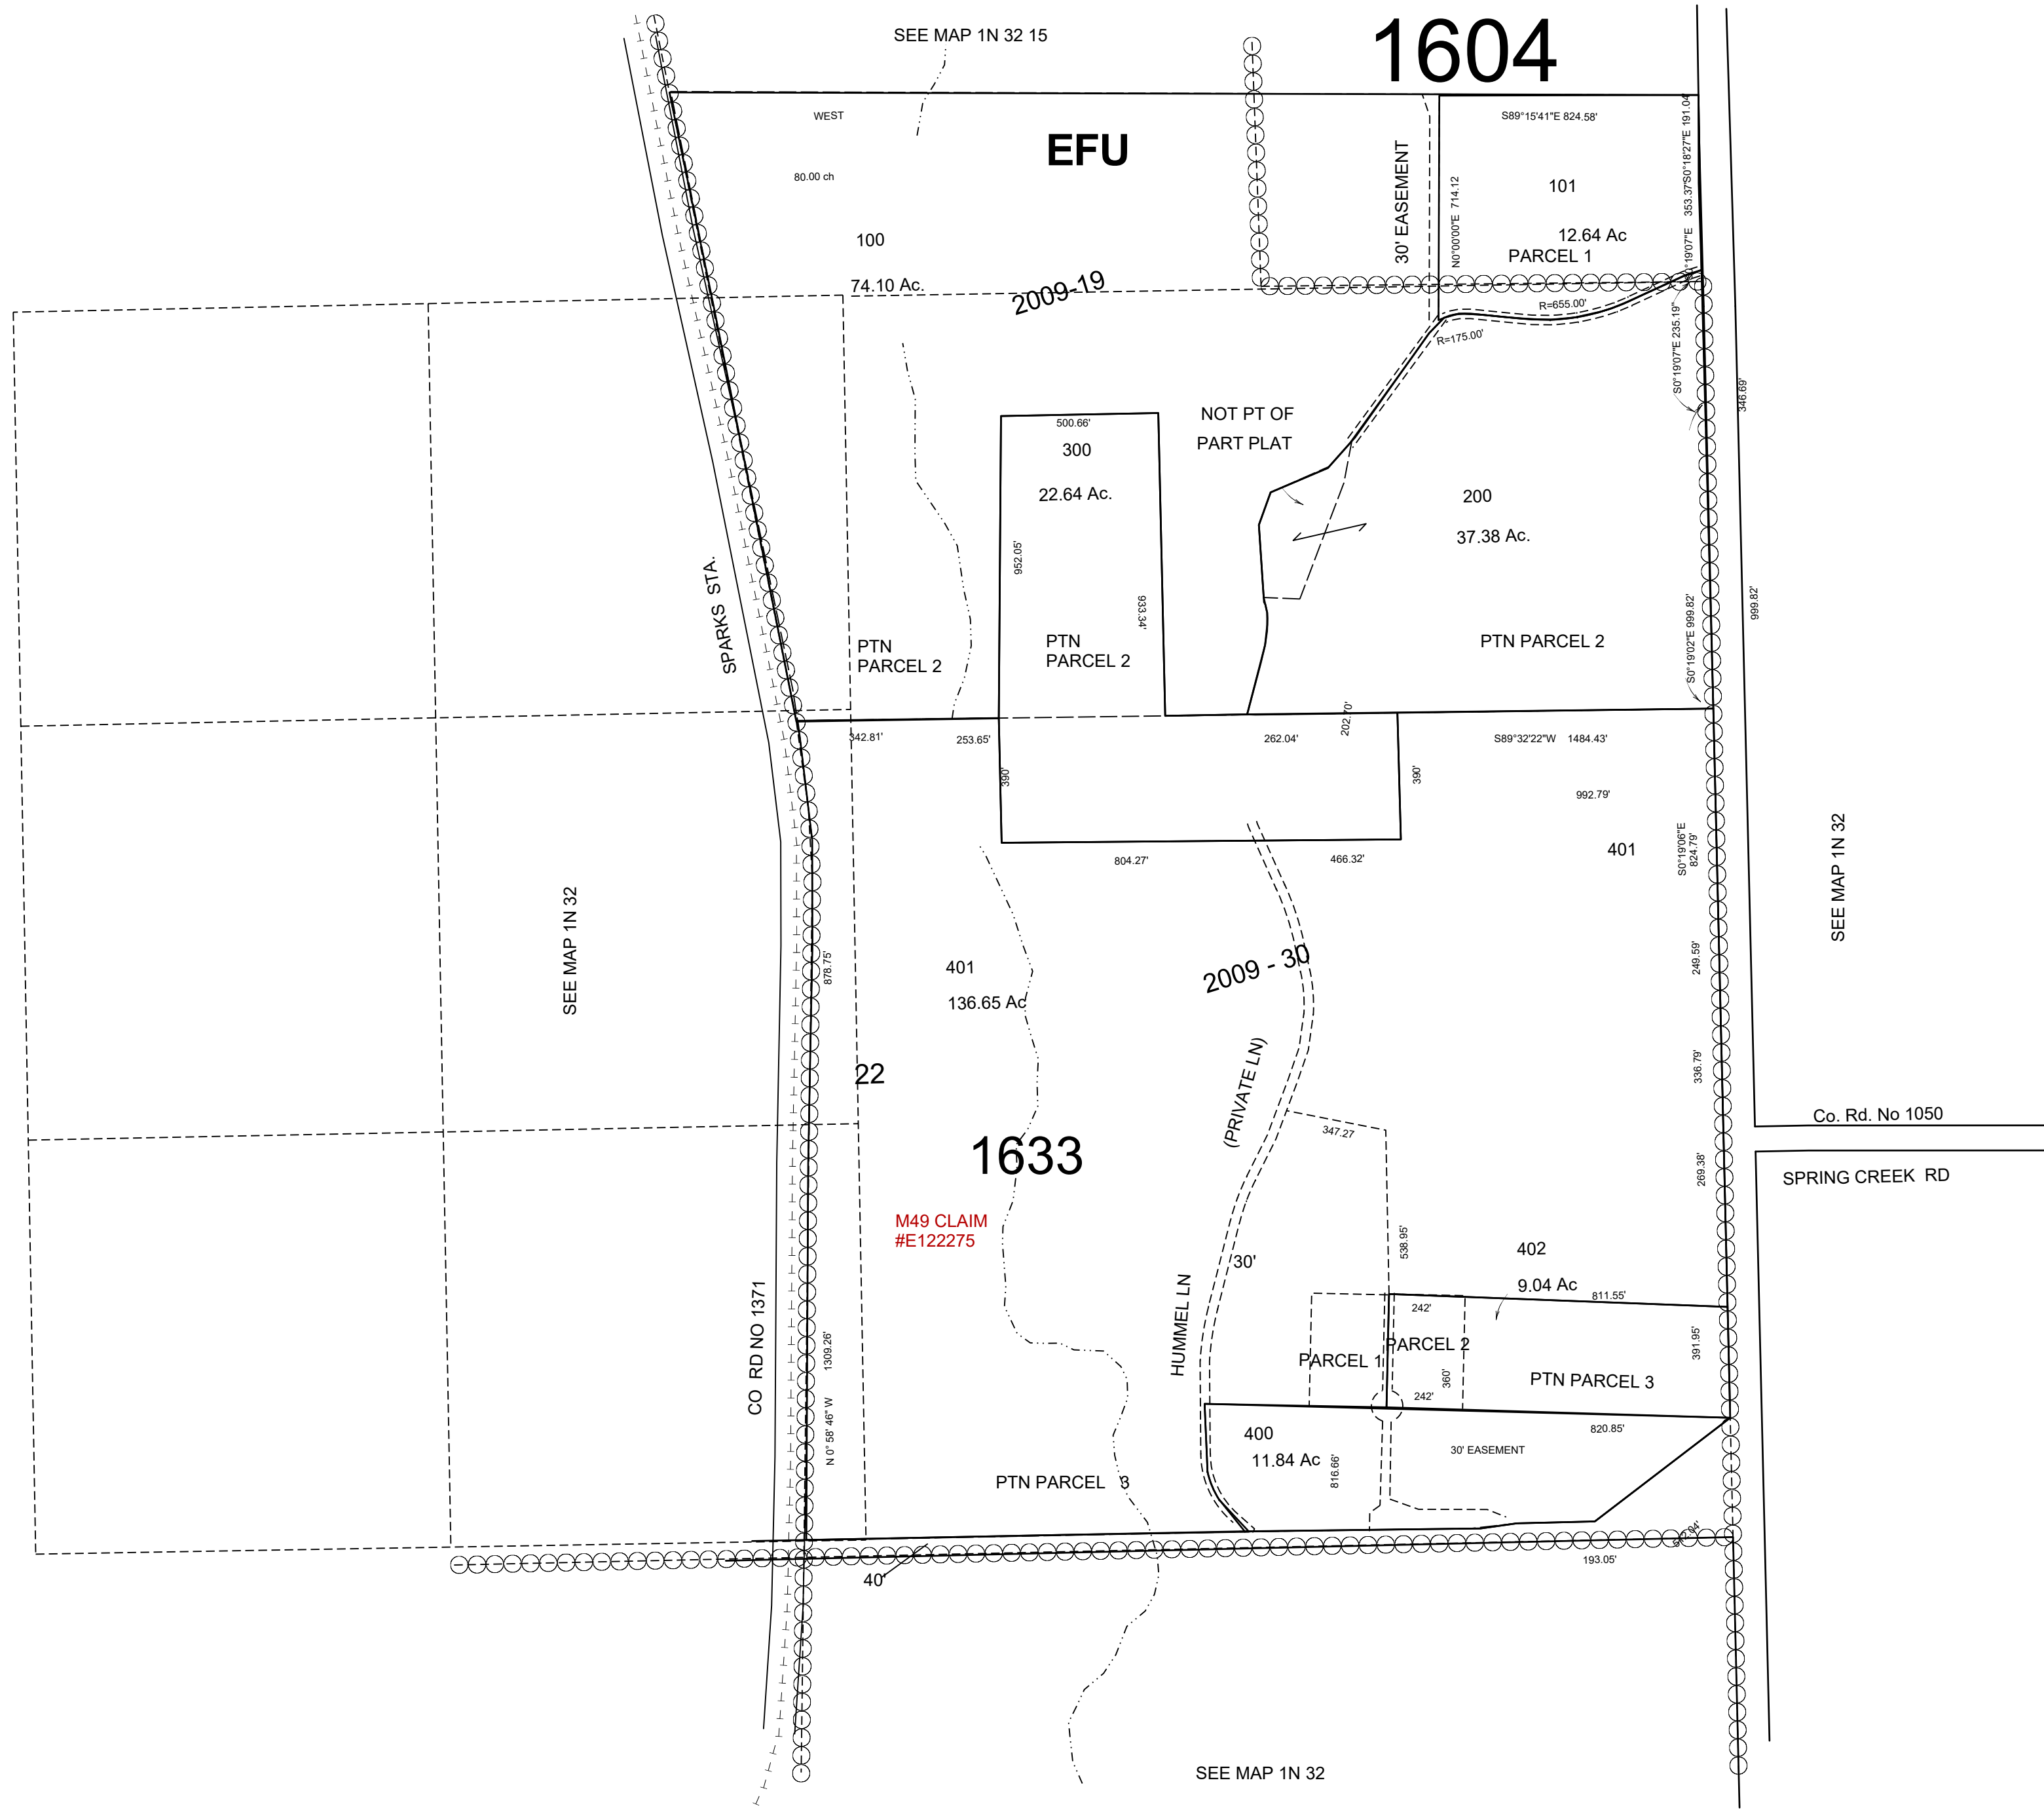 SEE MAP 1N 32 15
1604
WEST
80.00 ch
EFU
30' EASEMENT
N0°00'00"E 714.12
S89°15'41"E 824.58'
S0°18'27"E 191.04'
353.37'
101
12.64 Ac
PARCEL 1
100
74.10 Ac.
2009-19
R=655.00'
R=175.00'
S0°19'07"E 235.19'
346.69'
NOT PT OF
PART PLAT
500.66'
300
22.64 Ac.
952.05'
933.34'
200
37.38 Ac.
SPARKS STA.
PTN
PARCEL 2
PTN
PARCEL 2
PTN PARCEL 2
S0°19'02"E 999.82'
999.82'
342.81'
253.65'
262.04'
202.70'
S89°32'22"W 1484.43'
390'
390'
992.79'
804.27'
466.32'
401
S0°19'06"E
824.79'
SEE MAP 1N 32
SEE MAP 1N 32
878.75'
401
136.65 Ac
2009 - 30
249.59'
22
336.79'
(PRIVATE LN)
347.27
Co. Rd. No 1050
SPRING CREEK RD
1633
269.38'
M49 CLAIM
#E122275
538.95'
30'
402
9.04 Ac
811.55'
CO RD NO 1371
1309.26'
N 0° 58' 46" W
HUMMEL LN
242'
PARCEL 1
PARCEL 2
391.95'
360'
242'
PTN PARCEL 3
400
11.84 Ac
816.66'
30' EASEMENT
820.85'
PTN PARCEL 3
40'
193.05'
SEE MAP 1N 32